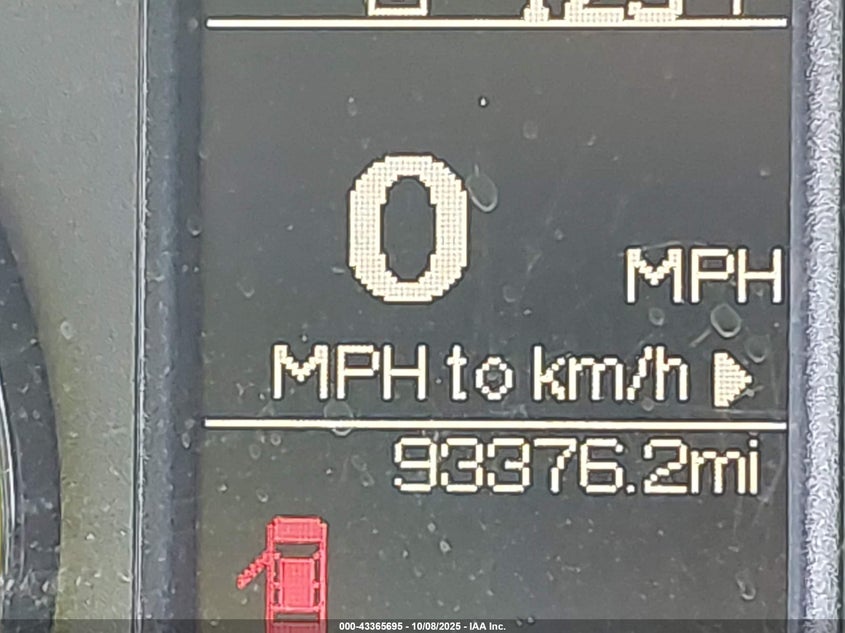 0
MPH
MPH to km/h
93376.2mi
000-43365695 - 10/08/2025 - IAA Inc.